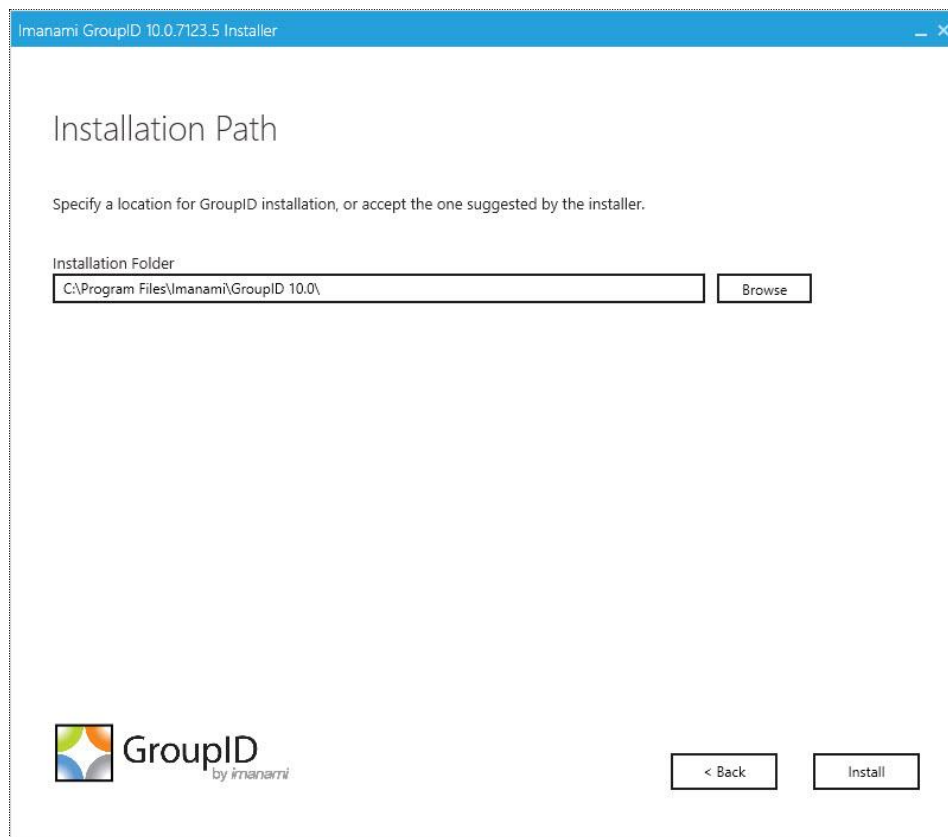 Imanami GroupID 10.0.7123.5 Installer
Installation Path
Specify a location for GroupID installation, or accept the one suggested by the installer.
Installation Folder
C:\Program Files\Imanami\GroupID 10.0\
Browse
GroupID
by imanami
< Back
Install